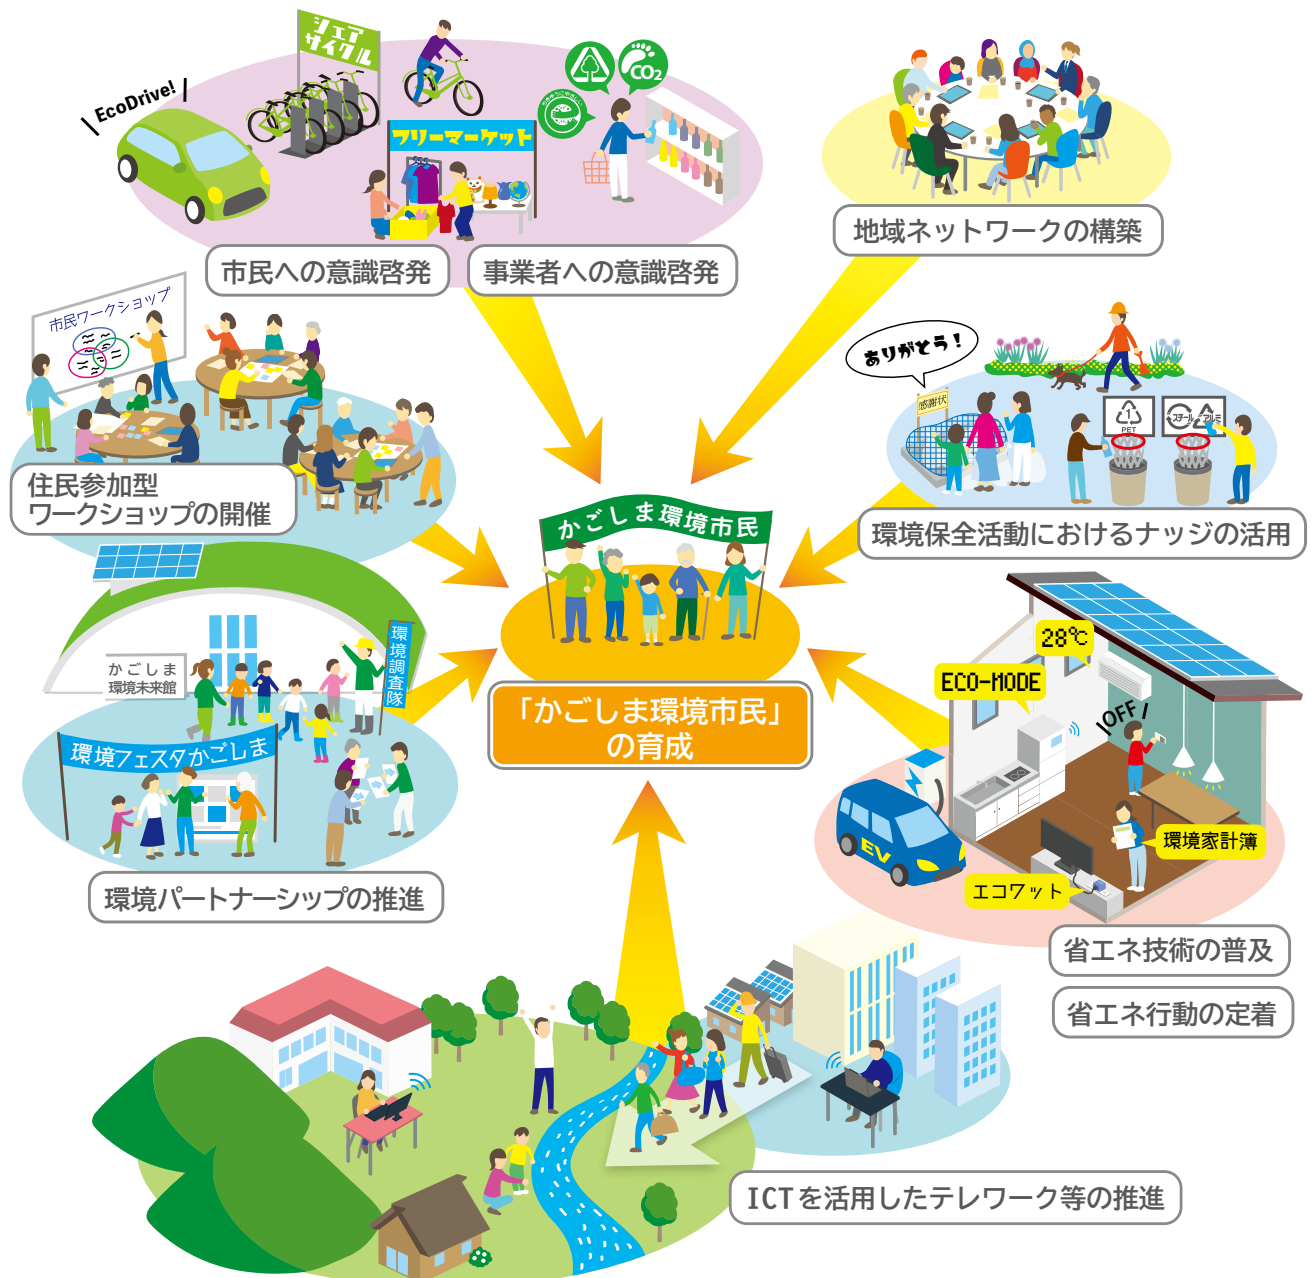 シェア
サイクル
EcoDrive!
フリーマーケット
CO₂
市民への意識啓発
事業者への意識啓発
地域ネットワークの構築
市民ワークショップ
住民参加型
ワークショップの開催
ありがとう！
感謝状
1
PET
スチール
アルミ
環境保全活動におけるナッジの活用
かごしま環境市民
「かごしま環境市民」
の育成
かごしま
環境未来館
環境調査隊
環境フェスタかごしま
環境パートナーシップの推進
28℃
ECO-MODE
OFF
EV
環境家計簿
エコワット
省エネ技術の普及
省エネ行動の定着
ICTを活用したテレワーク等の推進